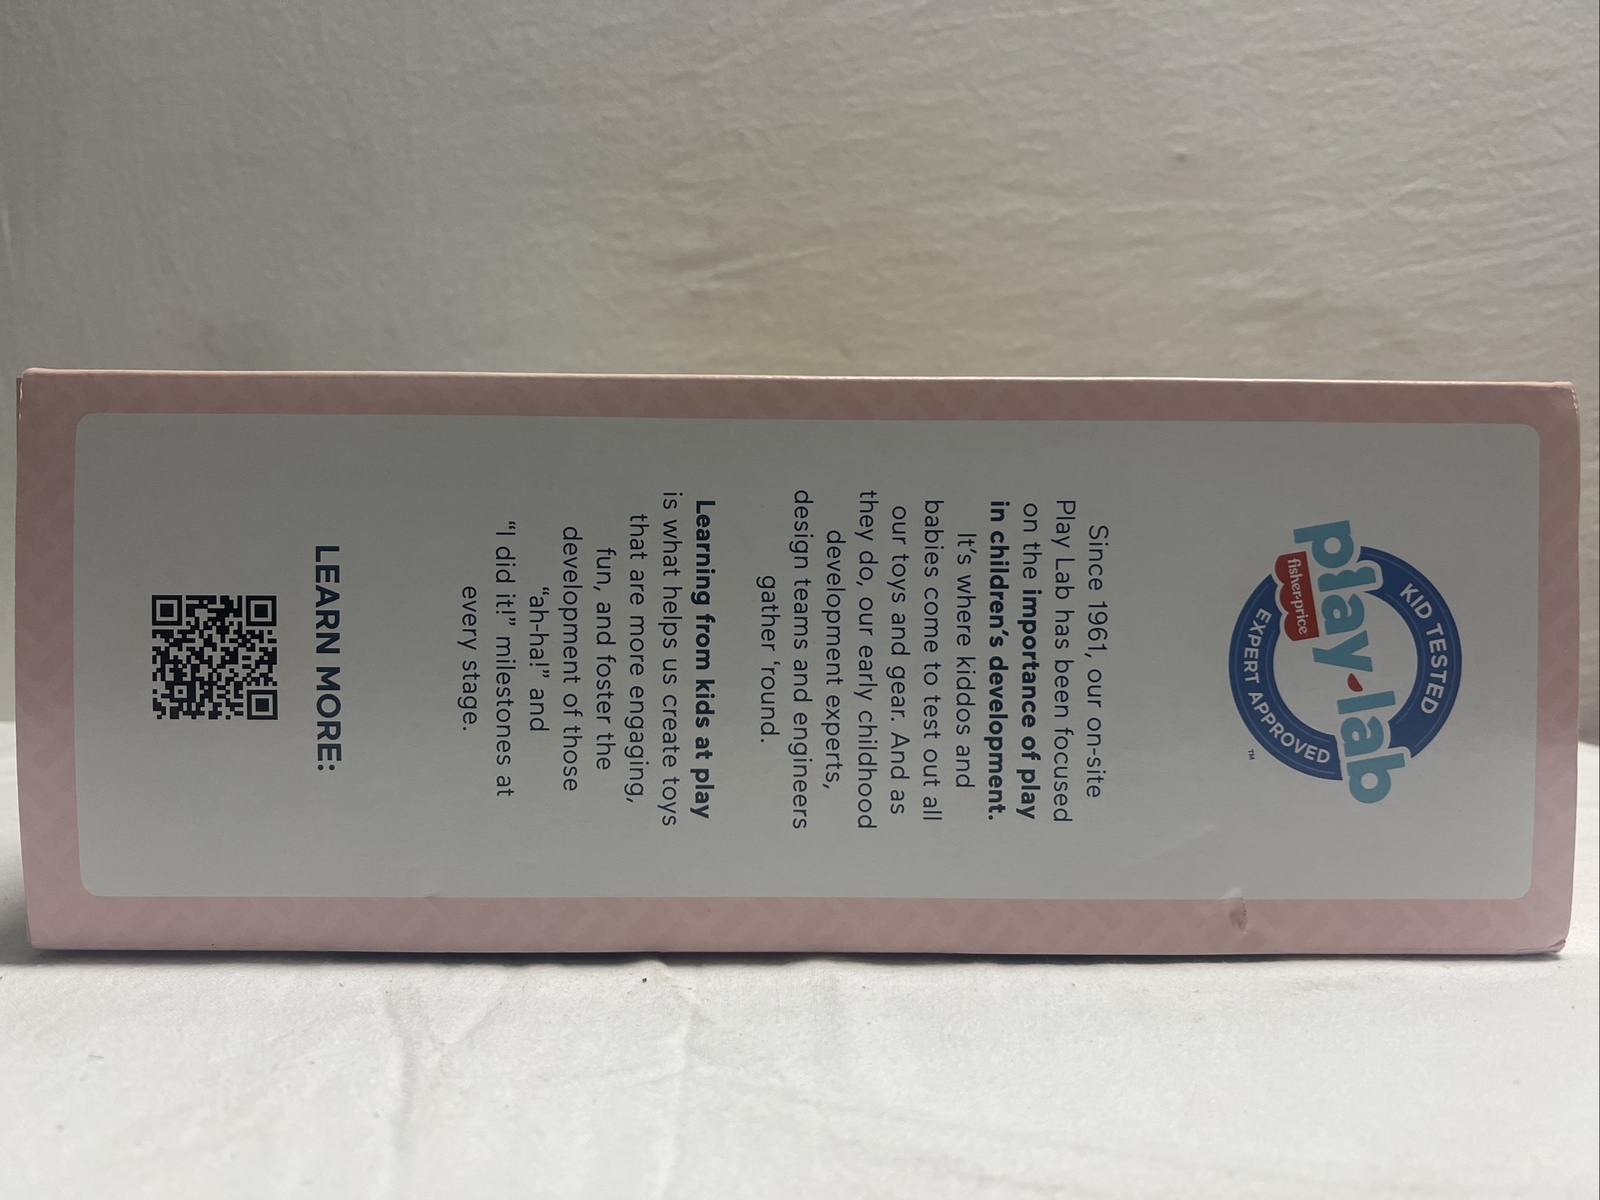 KID TESTED
play·lab
fisher-price
EXPERT APPROVED
™
Since 1961, our on-site
Play Lab has been focused
on the importance of play
in children’s development.
It’s where kiddos and
babies come to test out all
our toys and gear. And as
they do, our early childhood
development experts,
design teams and engineers
gather ‘round.
Learning from kids at play
is what helps us create toys
that are more engaging,
fun, and foster the
development of those
“ah-ha!” and
“I did it!” milestones at
every stage.
LEARN MORE: